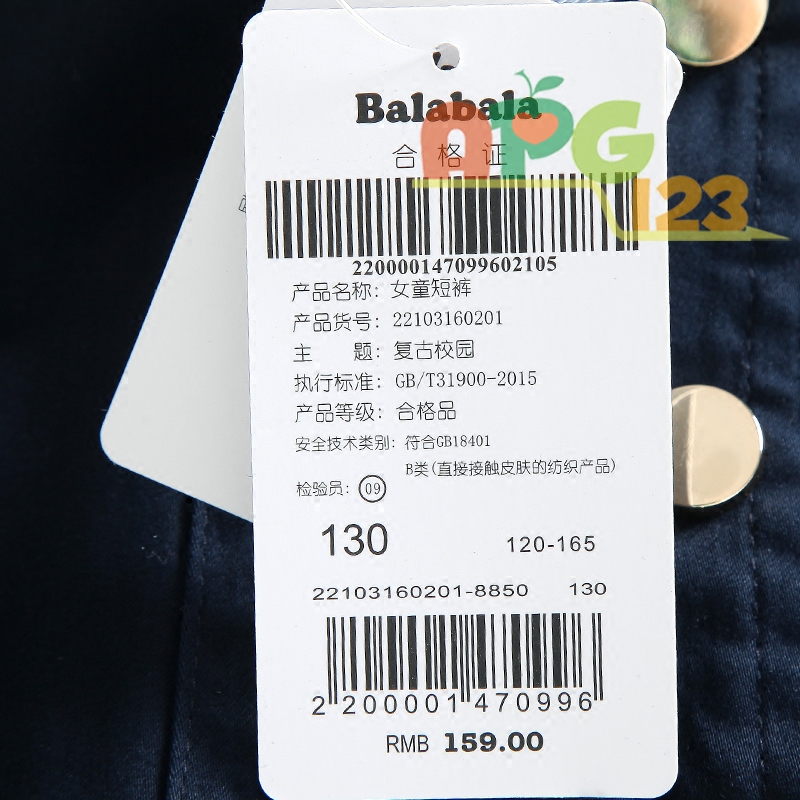 Balabala
APG
123
合格证
220000147099602105
产品名称: 女童短裤
产品货号: 22103160201
主 题: 复古校园
执行标准: GB/T31900-2015
产品等级: 合格品
安全技术类别: 符合GB18401
B类(直接接触皮肤的纺织产品)
检验员: 09
130 120-165
22103160201-8850 130
2 200001 470996
RMB 159.00